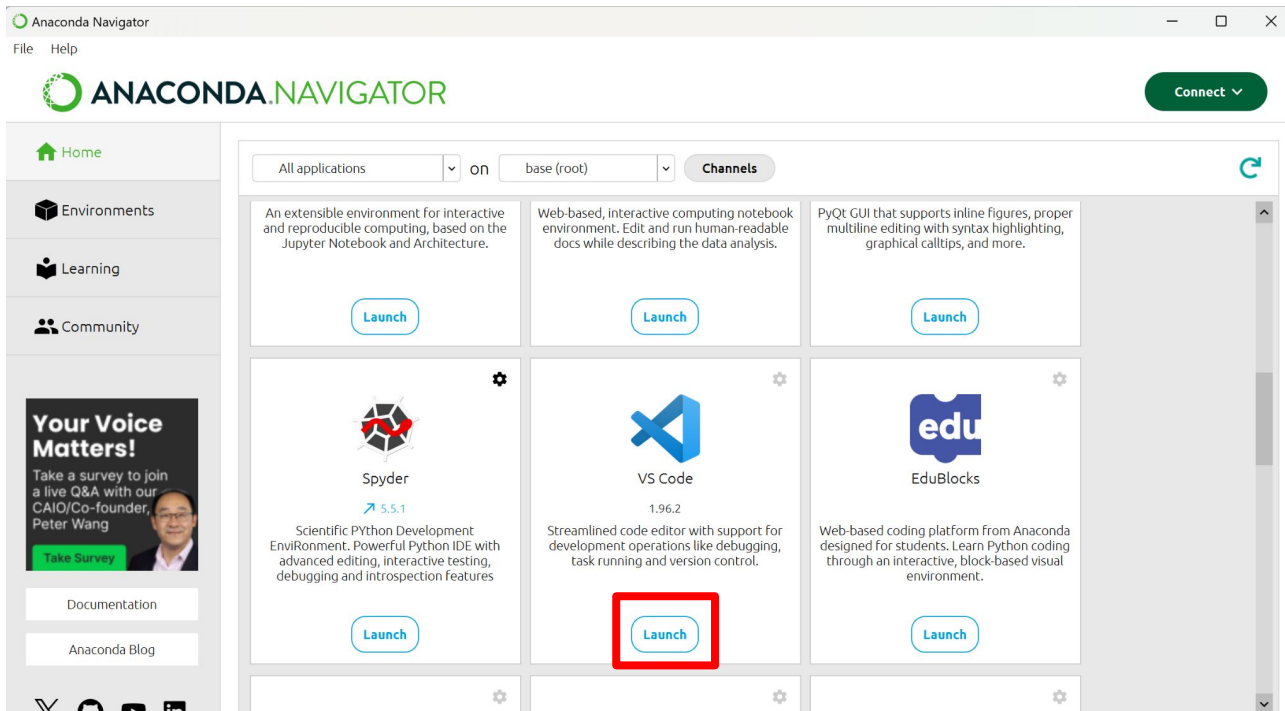 Anaconda Navigator
File Help
ANACONDA.NAVIGATOR
Connect
Home
Environments
Learning
Community
All applications
on
base (root)
Channels
An extensible environment for interactive
and reproducible computing, based on the
Jupyter Notebook and Architecture.
Launch
Web-based, interactive computing notebook
environment. Edit and run human-readable
docs while describing the data analysis.
Launch
PyQt GUI that supports inline figures, proper
multiline editing with syntax highlighting,
graphical calltips, and more.
Launch
Spyder
5.5.1
Scientific PYthon Development
EnviRonment. Powerful Python IDE with
advanced editing, interactive testing,
debugging and introspection features
Launch
VS Code
1.96.2
Streamlined code editor with support for
development operations like debugging,
task running and version control.
Launch
edu
EduBlocks
Web-based coding platform from Anaconda
designed for students. Learn Python coding
through an interactive, block-based visual
environment.
Launch
Your Voice
Matters!
Take a survey to join
a live Q&A with our
CAIO/Co-founder,
Peter Wang
Take Survey
Documentation
Anaconda Blog